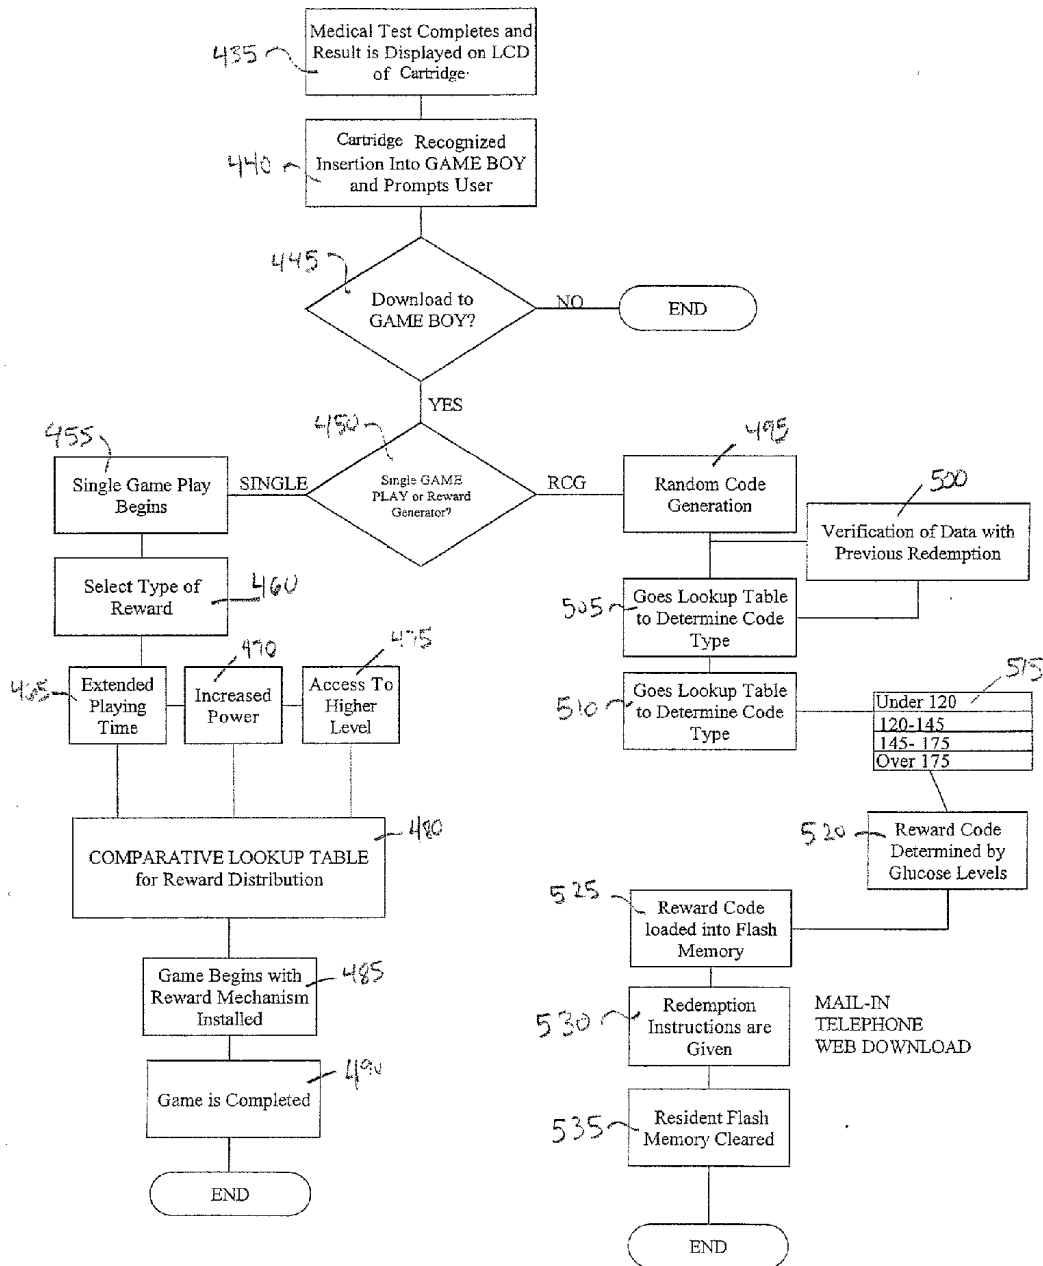 435
Medical Test Completes and
Result is Displayed on LCD
of Cartridge
440
Cartridge Recognized
Insertion Into GAME BOY
and Prompts User
445
Download to
GAME BOY?
NO
END
YES
450
Single GAME
PLAY or Reward
Generator?
SINGLE
RCG
455
Single Game Play
Begins
460
Select Type of
Reward
465
Extended
Playing
Time
470
Increased
Power
475
Access To
Higher
Level
480
COMPARATIVE LOOKUP TABLE
for Reward Distribution
485
Game Begins with
Reward Mechanism
Installed
490
Game is Completed
END
495
Random Code
Generation
500
Verification of Data with
Previous Redemption
505
Goes Lookup Table
to Determine Code
Type
510
Goes Lookup Table
to Determine Code
Type
515
Under 120
120-145
145- 175
Over 175
520
Reward Code
Determined by
Glucose Levels
525
Reward Code
loaded into Flash
Memory
530
Redemption
Instructions are
Given
MAIL-IN
TELEPHONE
WEB DOWNLOAD
535
Resident Flash
Memory Cleared
END